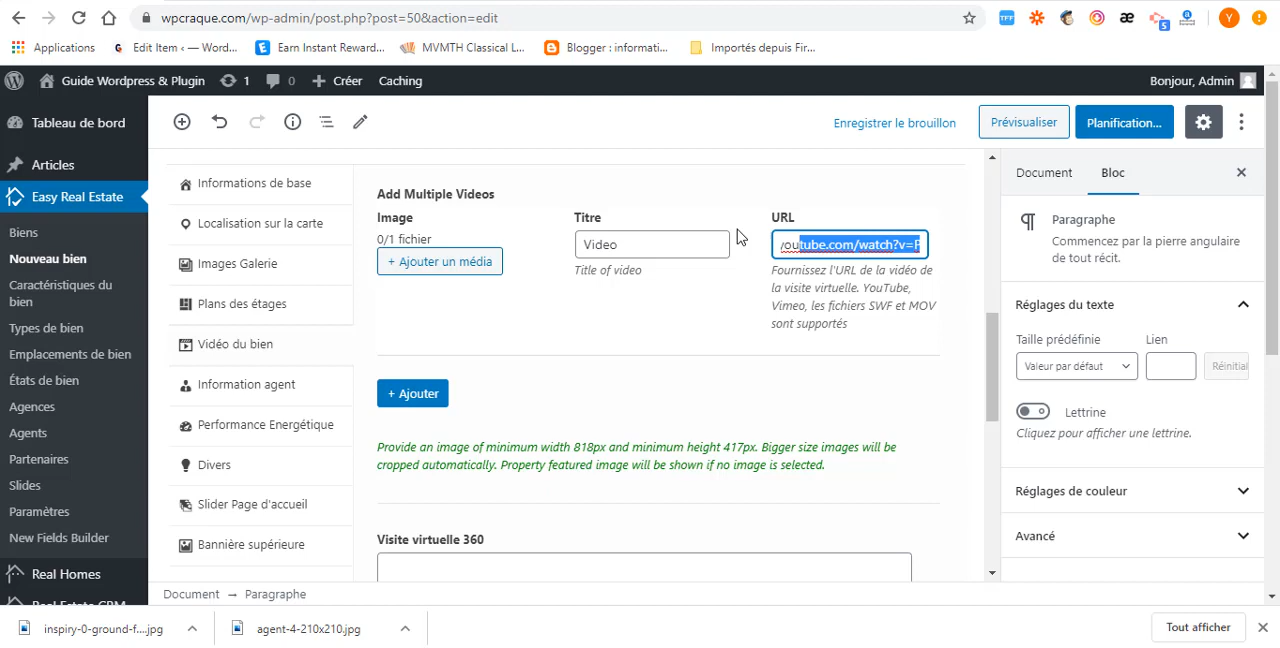 wpcraque.com/wp-admin/post.php?post=50&action=edit
Applications
Edit Item ‹ — Word...
Earn Instant Reward...
MVMTH Classical L...
Blogger : informati...
Importés depuis Fir...
Guide Wordpress & Plugin
1
0
Créer
Caching
Bonjour, Admin
Tableau de bord
Articles
Easy Real Estate
Biens
Nouveau bien
Caractéristiques du
bien
Types de bien
Emplacements de bien
États de bien
Agences
Agents
Partenaires
Slides
Paramètres
New Fields Builder
Real Homes
Real Estate CRM
Enregistrer le brouillon
Prévisualiser
Planification...
Informations de base
Localisation sur la carte
Images Galerie
Plans des étages
Vidéo du bien
Information agent
Performance Energétique
Divers
Slider Page d'accueil
Bannière supérieure
Add Multiple Videos
Image
0/1 fichier
+ Ajouter un média
Titre
Video
Title of video
URL
youtube.com/watch?v=P
Fournissez l'URL de la vidéo de
la visite virtuelle. YouTube,
Vimeo, les fichiers SWF et MOV
sont supportés
+ Ajouter
Provide an image of minimum width 818px and minimum height 417px. Bigger size images will be
cropped automatically. Property featured image will be shown if no image is selected.
Visite virtuelle 360
Document
Bloc
Paragraphe
Commencez par la pierre angulaire
de tout récit.
Réglages du texte
Taille prédéfinie
Lien
Valeur par défaut
Réinitial
Lettrine
Cliquez pour afficher une lettrine.
Réglages de couleur
Avancé
Document → Paragraphe
inspiry-0-ground-f....jpg
agent-4-210x210.jpg
Tout afficher